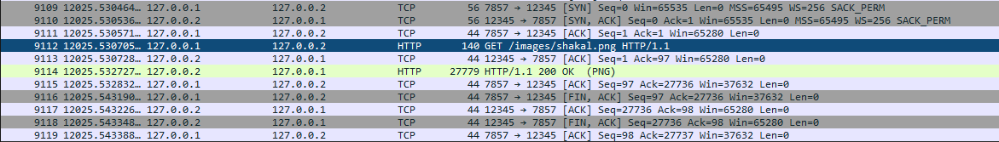 9109 12025.530464… 127.0.0.1 127.0.0.2 TCP 56 7857 → 12345 [SYN] Seq=0 Win=65535 Len=0 MSS=65495 WS=256 SACK_PERM
9110 12025.530536… 127.0.0.2 127.0.0.1 TCP 56 12345 → 7857 [SYN, ACK] Seq=0 Ack=1 Win=65535 Len=0 MSS=65495 WS=256 SACK_PERM
9111 12025.530571… 127.0.0.1 127.0.0.2 TCP 44 7857 → 12345 [ACK] Seq=1 Ack=1 Win=65280 Len=0
9112 12025.530705… 127.0.0.1 127.0.0.2 HTTP 140 GET /images/shakal.png HTTP/1.1
9113 12025.530728… 127.0.0.2 127.0.0.1 TCP 44 12345 → 7857 [ACK] Seq=1 Ack=97 Win=65280 Len=0
9114 12025.532727… 127.0.0.2 127.0.0.1 HTTP 27779 HTTP/1.1 200 OK (PNG)
9115 12025.532832… 127.0.0.1 127.0.0.2 TCP 44 7857 → 12345 [ACK] Seq=97 Ack=27736 Win=37632 Len=0
9116 12025.543190… 127.0.0.1 127.0.0.2 TCP 44 7857 → 12345 [FIN, ACK] Seq=97 Ack=27736 Win=37632 Len=0
9117 12025.543226… 127.0.0.2 127.0.0.1 TCP 44 12345 → 7857 [ACK] Seq=27736 Ack=98 Win=65280 Len=0
9118 12025.543348… 127.0.0.2 127.0.0.1 TCP 44 12345 → 7857 [FIN, ACK] Seq=27736 Ack=98 Win=65280 Len=0
9119 12025.543388… 127.0.0.1 127.0.0.2 TCP 44 7857 → 12345 [ACK] Seq=98 Ack=27737 Win=37632 Len=0